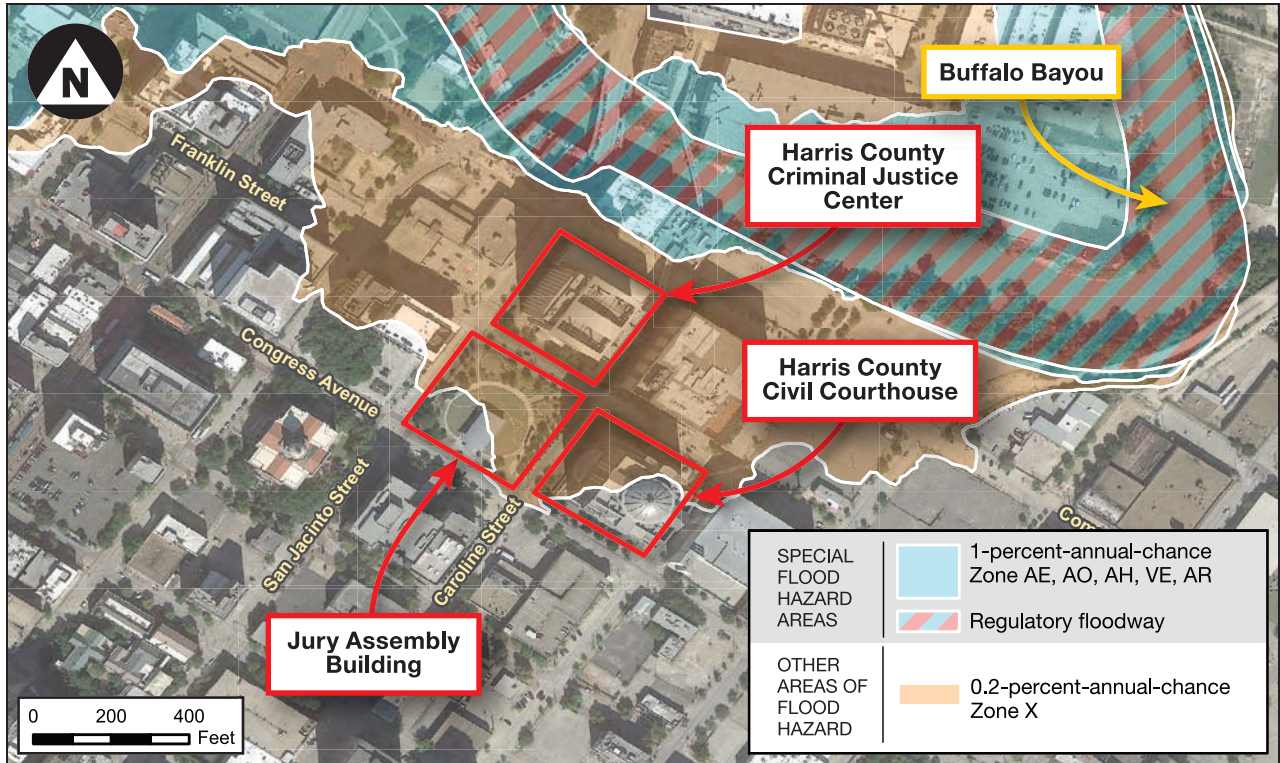 N
Buffalo Bayou
Harris County
Criminal Justice
Center
Franklin Street
Congress Avenue
Harris County
Civil Courthouse
San Jacinto Street
Caroline Street
Com
Jury Assembly
Building
0 200 400
Feet
SPECIAL
FLOOD
HAZARD
AREAS
1-percent-annual-chance
Zone AE, AO, AH, VE, AR
Regulatory floodway
OTHER
AREAS OF
FLOOD
HAZARD
0.2-percent-annual-chance
Zone X